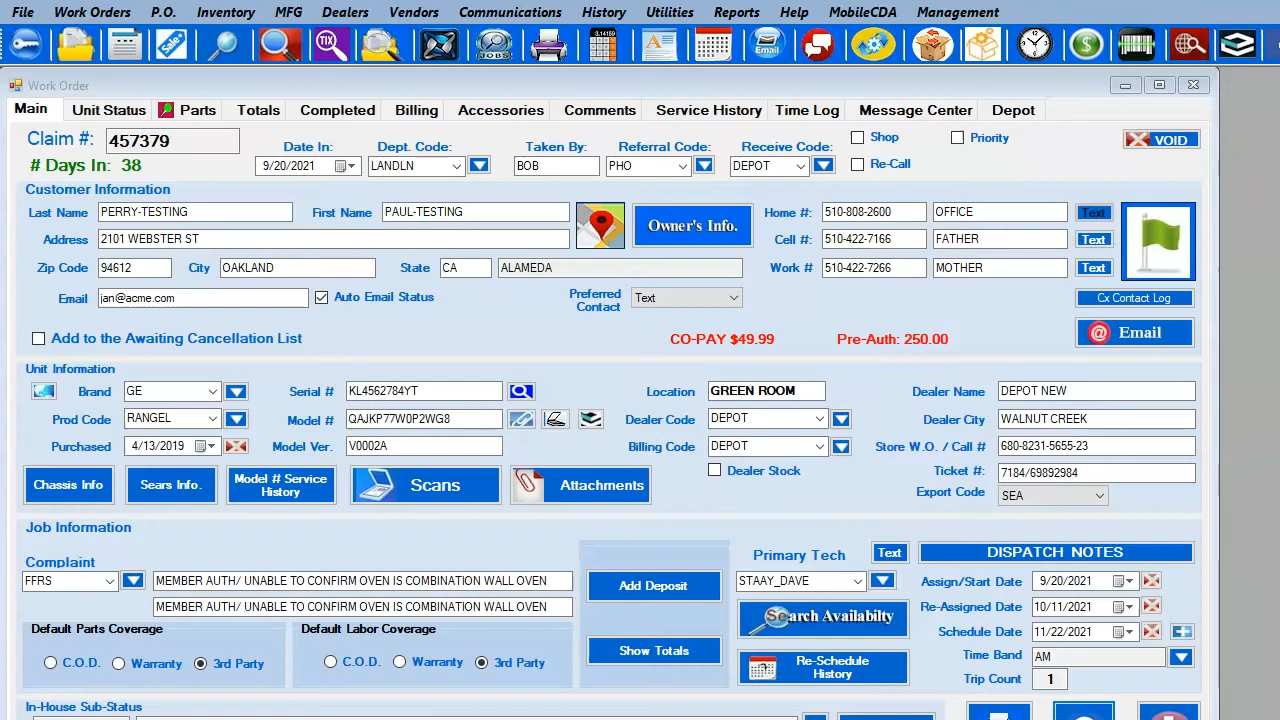 File Work Orders P.O. Inventory MFG Dealers Vendors Communications History Utilities Reports Help MobileCDA Management
Sale TIX JOBS 3.14159 Email
Work Order
Main Unit Status Parts Totals Completed Billing Accessories Comments Service History Time Log Message Center Depot
Claim #: 457379 Date In: Dept. Code: Taken By: Referral Code: Receive Code: Shop Priority VOID
# Days In: 38 9/20/2021 LANDLN BOB PHO DEPOT Re-Call
Customer Information
Last Name PERRY-TESTING First Name PAUL-TESTING Owner's Info. Home #: 510-808-2600 OFFICE Text
Address 2101 WEBSTER ST Cell #: 510-422-7166 FATHER Text
Zip Code 94612 City OAKLAND State CA ALAMEDA Work # 510-422-7266 MOTHER Text
Email jan@acme.com Auto Email Status Preferred Contact Text Cx Contact Log
Add to the Awaiting Cancellation List CO-PAY $49.99 Pre-Auth: 250.00 @ Email
Unit Information
Brand GE Serial # KL4562784YT Location GREEN ROOM Dealer Name DEPOT NEW
Prod Code RANGEL Model # QAJKP77W0P2WG8 Dealer Code DEPOT Dealer City WALNUT CREEK
Purchased 4/13/2019 Model Ver. V0002A Billing Code DEPOT Store W.O. / Call # 680-8231-5655-23
Dealer Stock Ticket #: 7184/69892984
Chassis Info Sears Info. Model # Service History Scans Attachments Export Code SEA
Job Information
Complaint Primary Tech Text DISPATCH NOTES
FFRS MEMBER AUTH/ UNABLE TO CONFIRM OVEN IS COMBINATION WALL OVEN Add Deposit STAAY_DAVE Assign/Start Date 9/20/2021
MEMBER AUTH/ UNABLE TO CONFIRM OVEN IS COMBINATION WALL OVEN Search Availabilty Re-Assigned Date 10/11/2021
Default Parts Coverage Default Labor Coverage Schedule Date 11/22/2021
Show Totals Time Band AM
C.O.D. Warranty 3rd Party C.O.D. Warranty 3rd Party Re-Schedule History Trip Count 1
In-House Sub-Status